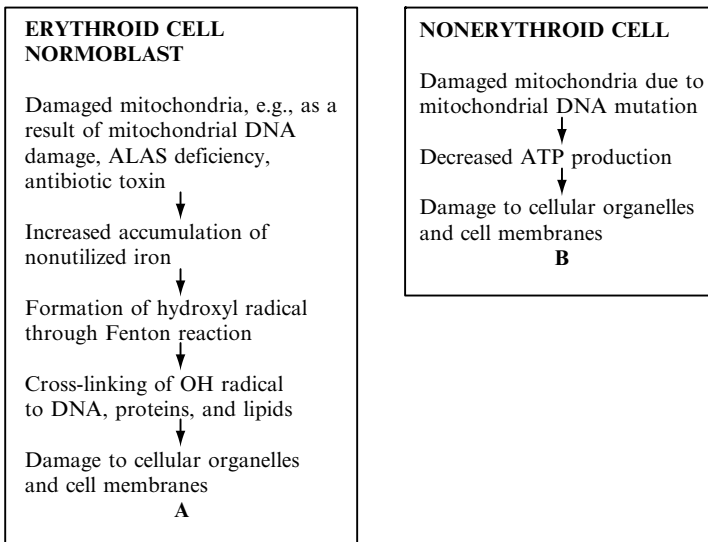 ERYTHROID CELL
NORMOBLAST
Damaged mitochondria, e.g., as a
result of mitochondrial DNA
damage, ALAS deficiency,
antibiotic toxin
Increased accumulation of
nonutilized iron
Formation of hydroxyl radical
through Fenton reaction
Cross-linking of OH radical
to DNA, proteins, and lipids
Damage to cellular organelles
and cell membranes
A
NONERYTHROID CELL
Damaged mitochria due to
mitochondrial DNA mutation
Decreased ATP production
Damage to cellular organelles
and cell membranes
B